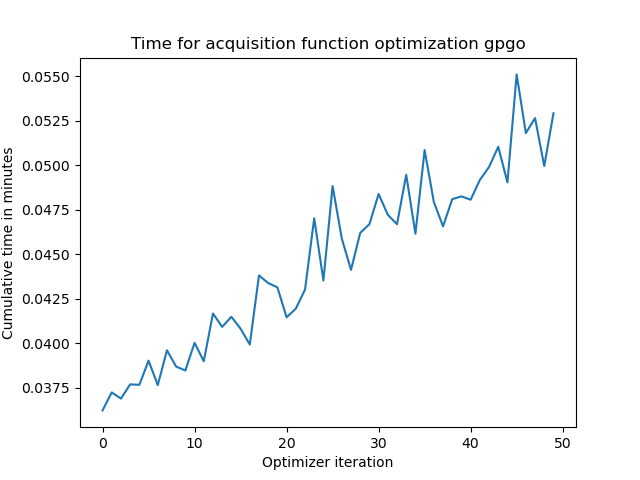 Time for acquisition function optimization gpgo
Cumulative time in minutes
0.0550
0.0525
0.0500
0.0475
0.0450
0.0425
0.0400
0.0375
0 10 20 30 40 50
Optimizer iteration